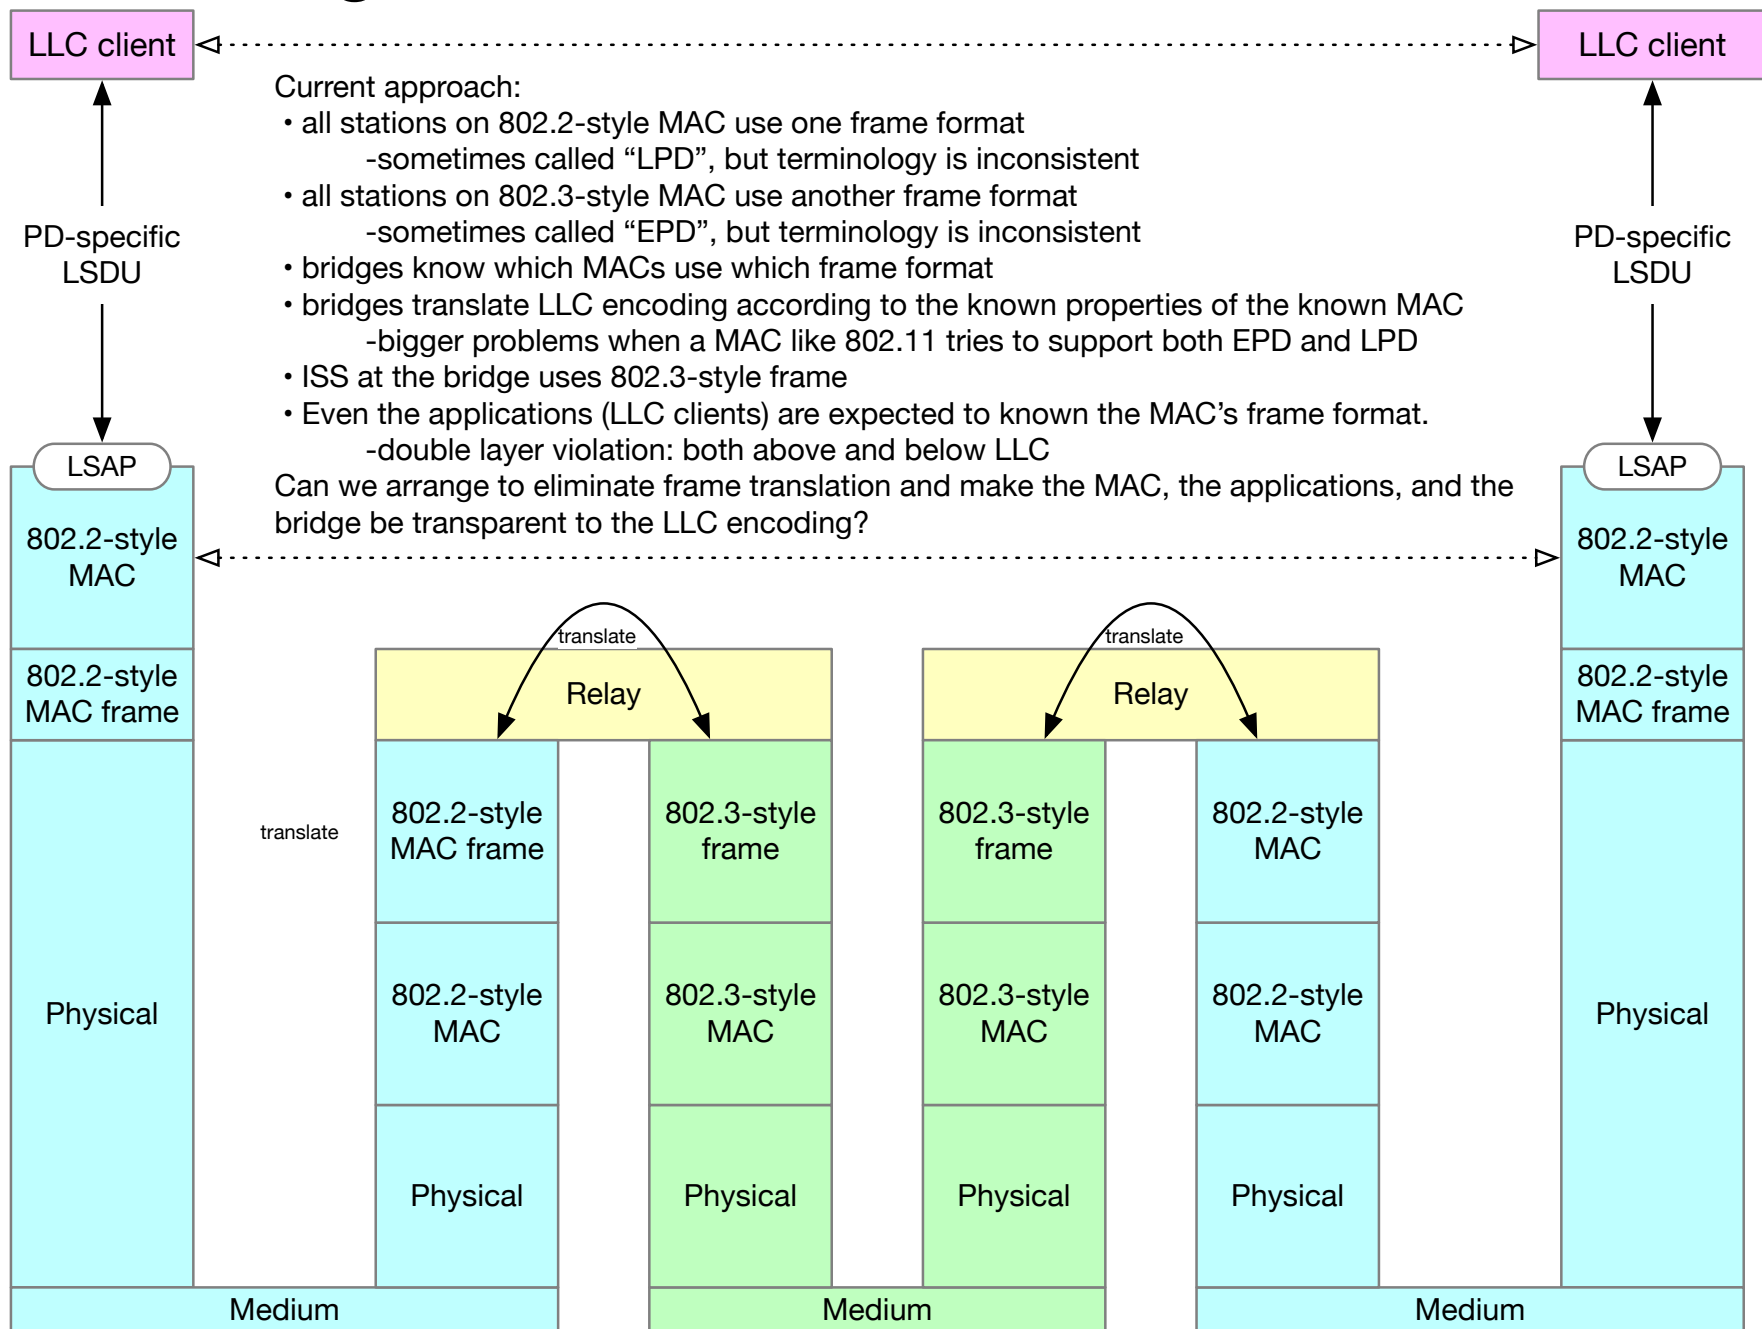 LLC client
LLC client
Current approach:
• all stations on 802.2-style MAC use one frame format
-sometimes called “LPD”, but terminology is inconsistent
• all stations on 802.3-style MAC use another frame format
-sometimes called “EPD”, but terminology is inconsistent
• bridges know which MACs use which frame format
• bridges translate LLC encoding according to the known properties of the known MAC
-bigger problems when a MAC like 802.11 tries to support both EPD and LPD
• ISS at the bridge uses 802.3-style frame
• Even the applications (LLC clients) are expected to known the MAC’s frame format.
-double layer violation: both above and below LLC
Can we arrange to eliminate frame translation and make the MAC, the applications, and the
bridge be transparent to the LLC encoding?
PD-specific
LSDU
PD-specific
LSDU
LSAP
LSAP
802.2-style
MAC
802.2-style
MAC
802.2-style
MAC frame
802.2-style
MAC frame
translate
translate
Relay
Relay
translate
802.2-style
MAC frame
802.3-style
frame
802.3-style
frame
802.2-style
MAC
Physical
802.2-style
MAC
802.3-style
MAC
802.3-style
MAC
802.2-style
MAC
Physical
Physical
Physical
Physical
Physical
Medium
Medium
Medium